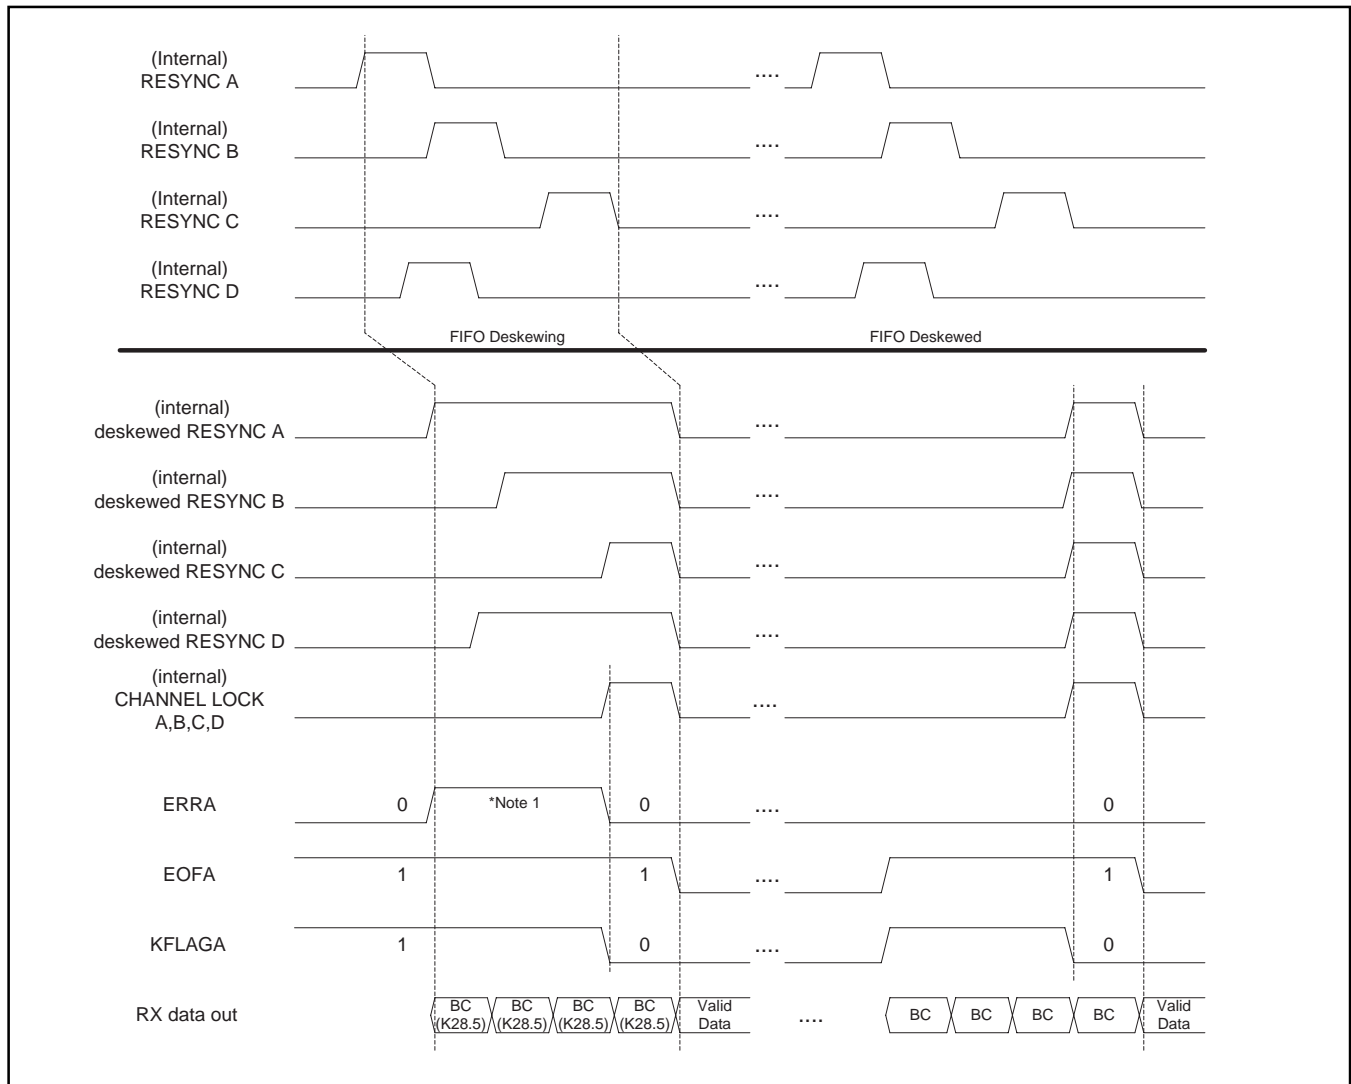 (Internal)
RESYNC A
....
(Internal)
RESYNC B
....
(Internal)
RESYNC C
....
(Internal)
RESYNC D
....
FIFO Deskewing
FIFO Deskewed
(internal)
deskewed RESYNC A
....
(internal)
deskewed RESYNC B
....
(internal)
deskewed RESYNC C
....
(internal)
deskewed RESYNC D
....
(internal)
CHANNEL LOCK
A,B,C,D
....
ERRA 0 *Note 1 0 .... 0
EOFA 1 1 .... 1
KFLAGA 1 0 .... 0
RX data out
BC
(K28.5)
BC
(K28.5)
BC
(K28.5)
BC
(K28.5)
Valid
Data
....
BC
BC
BC
BC
Valid
Data